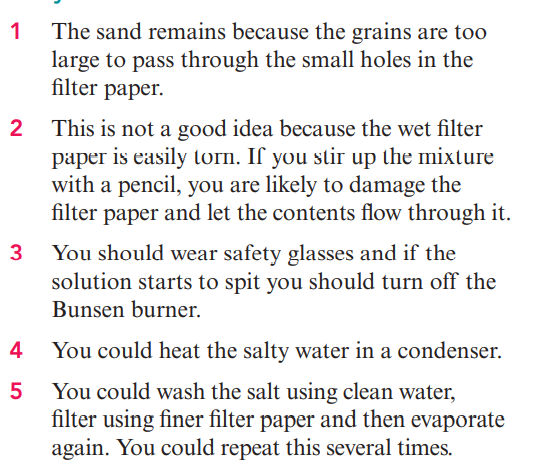 1 The sand remains because the grains are too
large to pass through the small holes in the
filter paper.
2 This is not a good idea because the wet filter
paper is easily torn. If you stir up the mixture
with a pencil, you are likely to damage the
filter paper and let the contents flow through it.
3 You should wear safety glasses and if the
solution starts to spit you should turn off the
Bunsen burner.
4 You could heat the salty water in a condenser.
5 You could wash the salt using clean water,
filter using finer filter paper and then evaporate
again. You could repeat this several times.